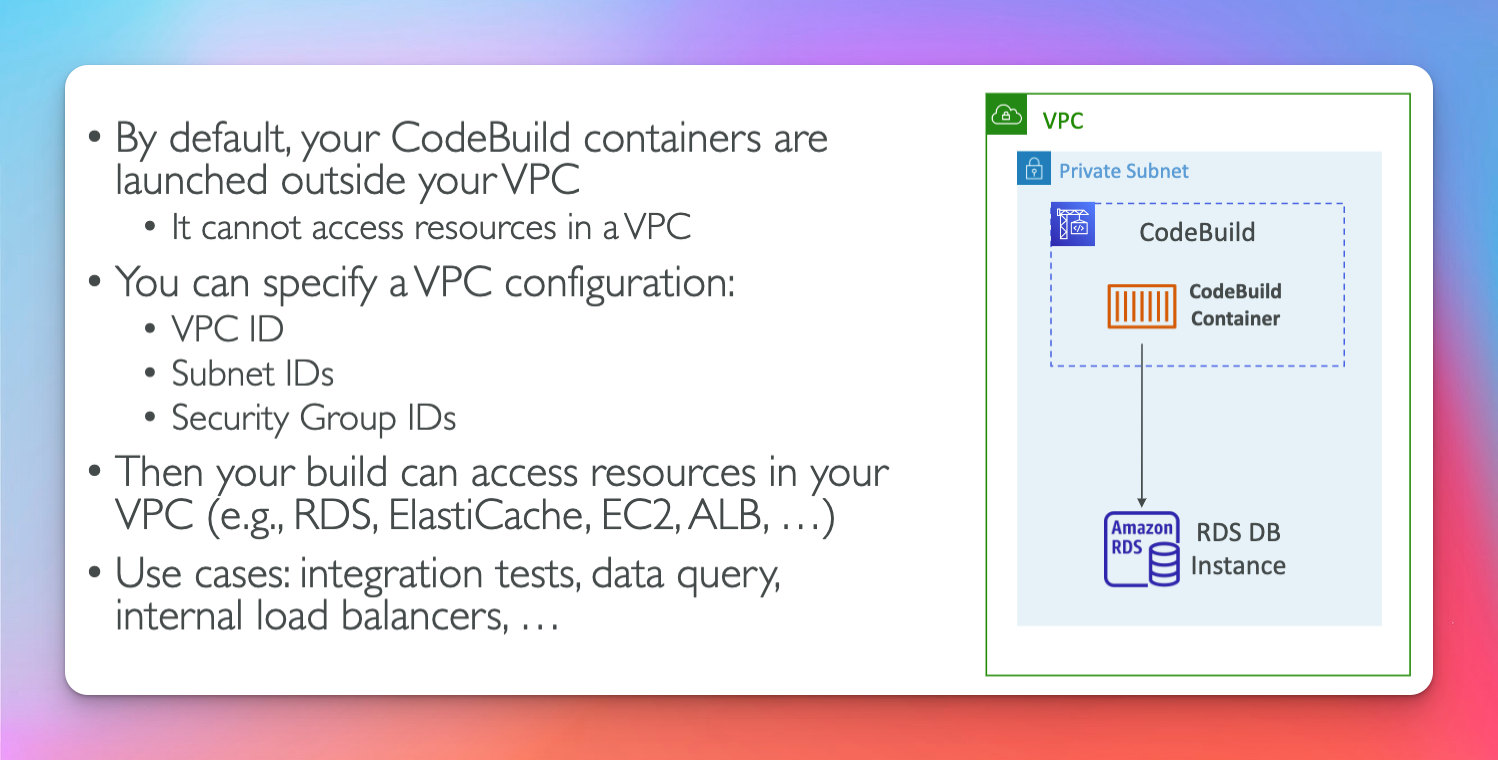 • By default, your CodeBuild containers are
launched outside your VPC
• It cannot access resources in a VPC
• You can specify a VPC configuration:
• VPC ID
• Subnet IDs
• Security Group IDs
• Then your build can access resources in your
VPC (e.g., RDS, ElastiCache, EC2, ALB, …)
• Use cases: integration tests, data query,
internal load balancers, …
VPC
Private Subnet
CodeBuild
CodeBuild
Container
Amazon
RDS
RDS DB
Instance